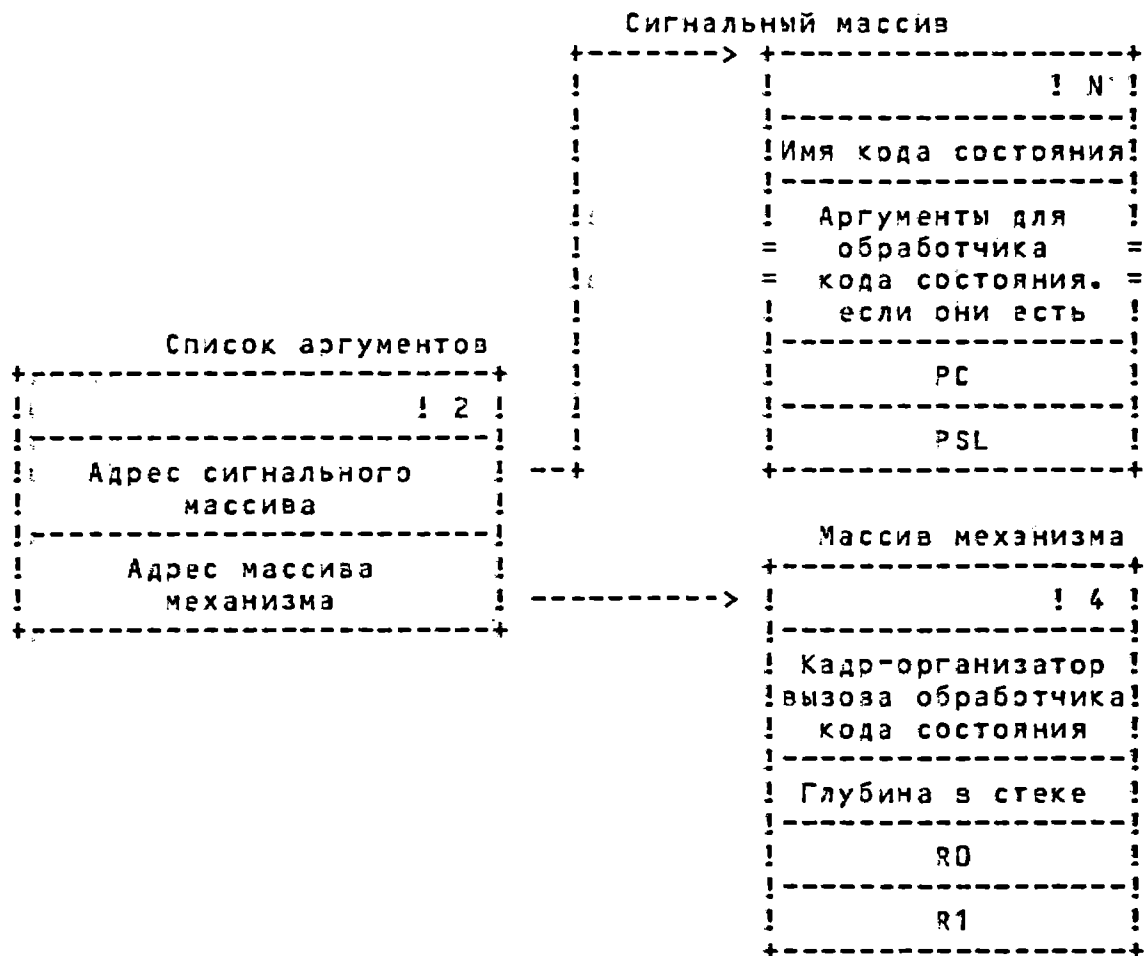 Сигнальный массив
N
Имя кода состояния
Аргументы для
обработчика
кода состояния.
если они есть
PC
PSL
Список аргументов
2
Адрес сигнального
массива
Адрес массива
механизма
Массив механизма
4
Кадр-организатор
вызова обработчика
кода состояния
Глубина в стеке
R0
R1